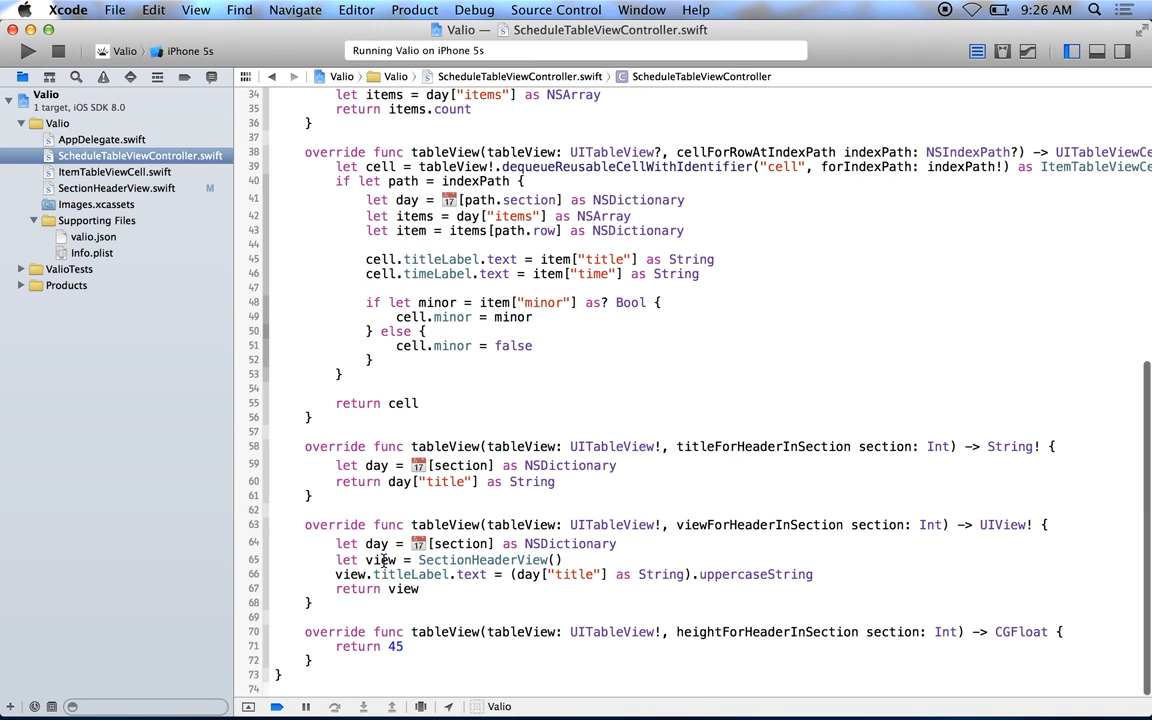 Xcode File Edit View Find Navigate Editor Product Debug Source Control Window Help 9:26 AM
Valio — ScheduleTableViewController.swift
Valio iPhone 5s
Running Valio on iPhone 5s
Valio Valio ScheduleTableViewController.swift ScheduleTableViewController
Valio
1 target, iOS SDK 8.0
Valio
AppDelegate.swift
ScheduleTableViewController.swift
ItemTableViewCell.swift
SectionHeaderView.swift M
Images.xcassets
Supporting Files
valio.json
Info.plist
ValioTests
Products
34 let items = day["items"] as NSArray
35 return items.count
36 }
37
38 override func tableView(tableView: UITableView?, cellForRowAtIndexPath indexPath: NSIndexPath?) -> UITableViewCe
39 let cell = tableView!.dequeueReusableCellWithIdentifier("cell", forIndexPath: indexPath!) as ItemTableViewCe
40 if let path = indexPath {
41 let day = 📅[path.section] as NSDictionary
42 let items = day["items"] as NSArray
43 let item = items[path.row] as NSDictionary
44
45 cell.titleLabel.text = item["title"] as String
46 cell.timeLabel.text = item["time"] as String
47
48 if let minor = item["minor"] as? Bool {
49 cell.minor = minor
50 } else {
51 cell.minor = false
52 }
53 }
54
55 return cell
56 }
57
58 override func tableView(tableView: UITableView!, titleForHeaderInSection section: Int) -> String! {
59 let day = 📅[section] as NSDictionary
60 return day["title"] as String
61 }
62
63 override func tableView(tableView: UITableView!, viewForHeaderInSection section: Int) -> UIView! {
64 let day = 📅[section] as NSDictionary
65 let view = SectionHeaderView()
66 view.titleLabel.text = (day["title"] as String).uppercaseString
67 return view
68 }
69
70 override func tableView(tableView: UITableView!, heightForHeaderInSection section: Int) -> CGFloat {
71 return 45
72 }
73 }
74
Valio